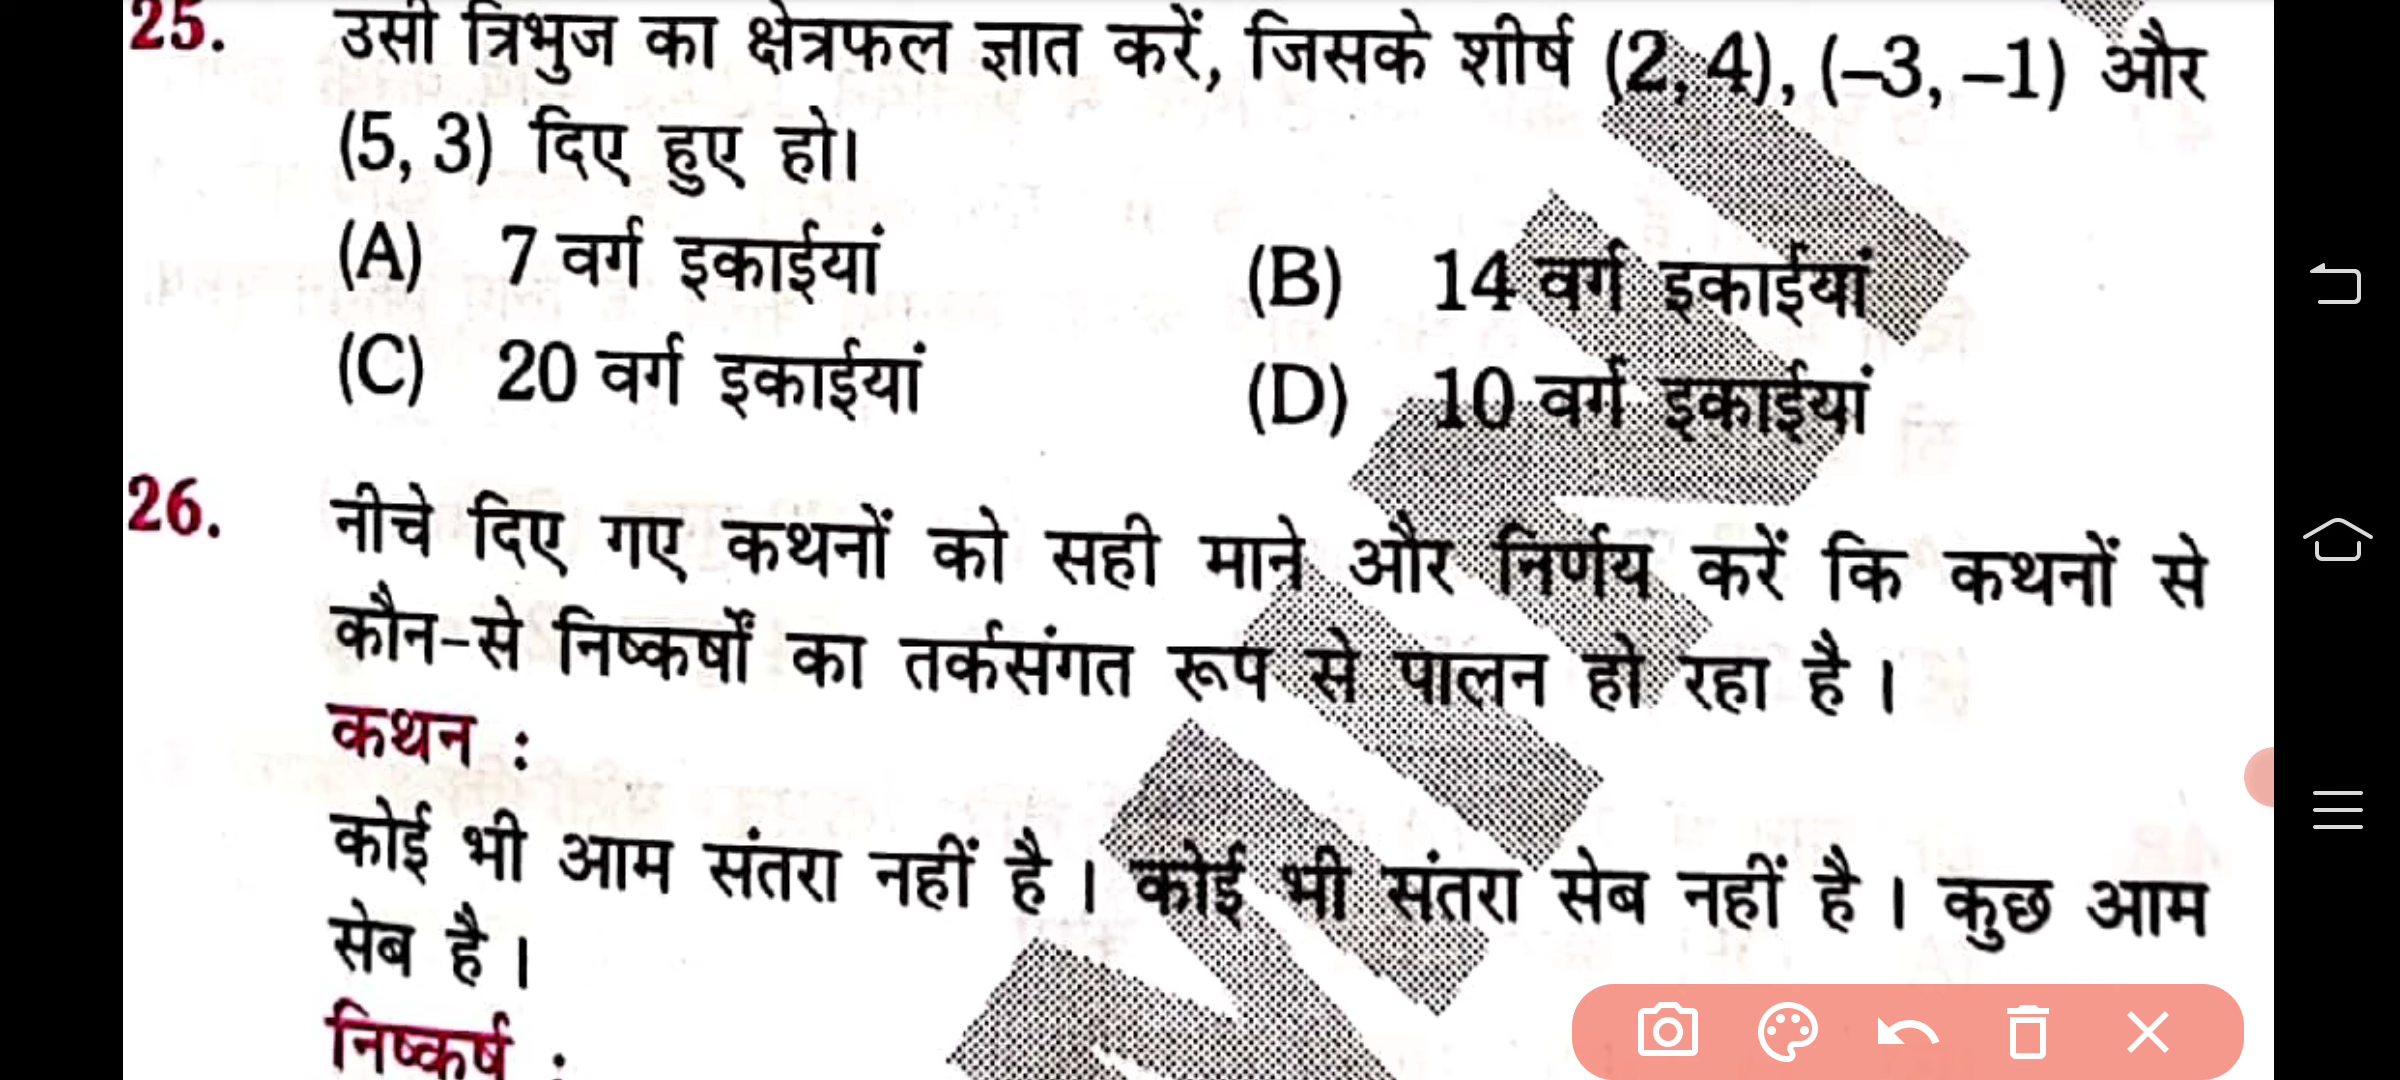 25. उसी त्रिभुज का क्षेत्रफल ज्ञात करें, जिसके शीर्ष (2, 4), (–3, –1) और
(5, 3) दिए हुए हो।
(A) 7 वर्ग इकाईयां (B) 14 वर्ग इकाईयां
(C) 20 वर्ग इकाईयां (D) 10 वर्ग इकाईयां
26. नीचे दिए गए कथनों को सही माने और निर्णय करें कि कथनों से
कौन-से निष्कर्षों का तर्कसंगत रूप से पालन हो रहा है ।
कथन :
कोई भी आम संतरा नहीं है । कोई भी संतरा सेब नहीं है । कुछ आम
सेब है ।
निष्कर्ष :